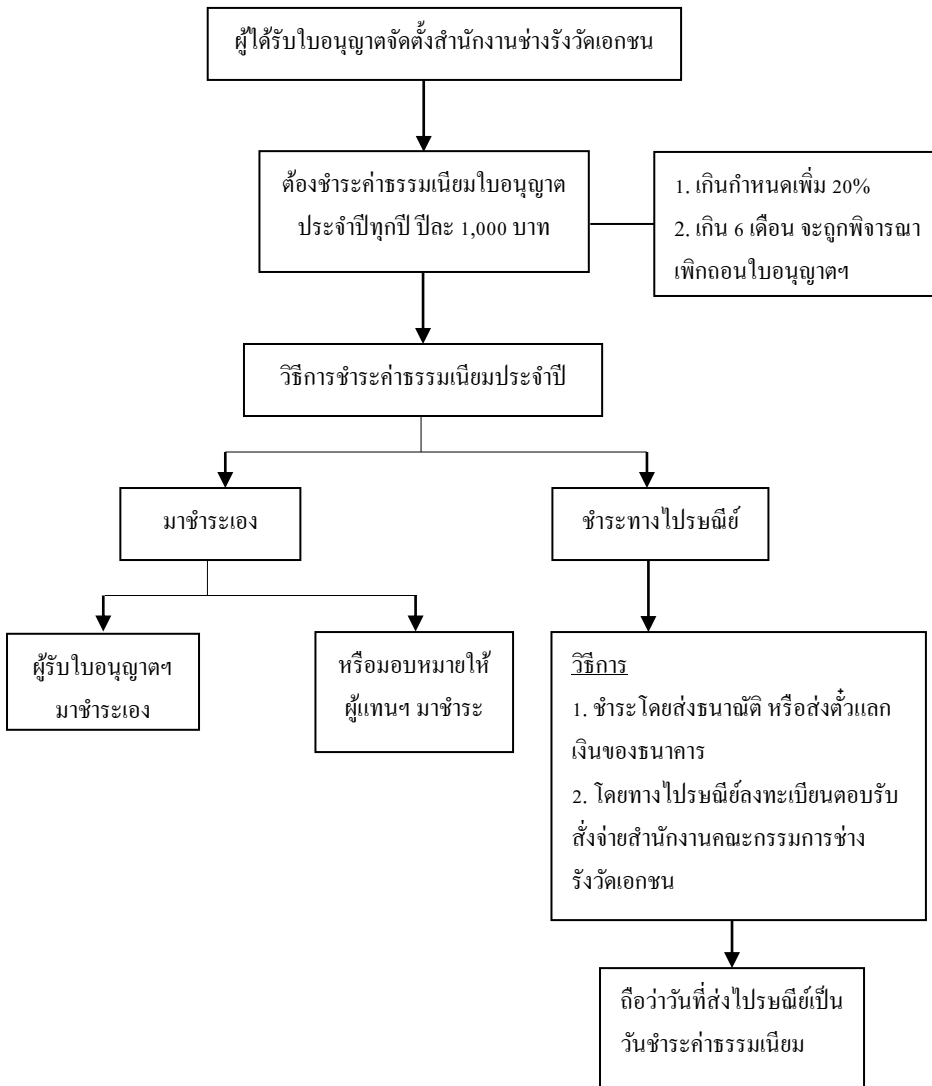 ผู้ได้รับใบอนุญาตจัดตั้งสำนักงานช่างรังวัดเอกชน
ต้องชำระค่าธรรมเนียมใบอนุญาต
ประจำปีทุกปี ปีละ 1,000 บาท
1. เกินกำหนดเพิ่ม 20%
2. เกิน 6 เดือน จะถูกพิจารณา
เพิกถอนใบอนุญาตฯ
วิธีการชำระค่าธรรมเนียมประจำปี
มาชำระเอง
ชำระทางไปรษณีย์
ผู้รับใบอนุญาตฯ
มาชำระเอง
หรือมอบหมายให้
ผู้แทนฯ มาชำระ
วิธีการ
1. ชำระโดยส่งธนาณัติ หรือส่งตั๋วแลก
เงินของธนาคาร
2. โดยทางไปรษณีย์ลงทะเบียนตอบรับ
สั่งจ่ายสำนักงานคณะกรรมการช่าง
รังวัดเอกชน
ถือว่าวันที่ส่งไปรษณีย์เป็น
วันชำระค่าธรรมเนียม